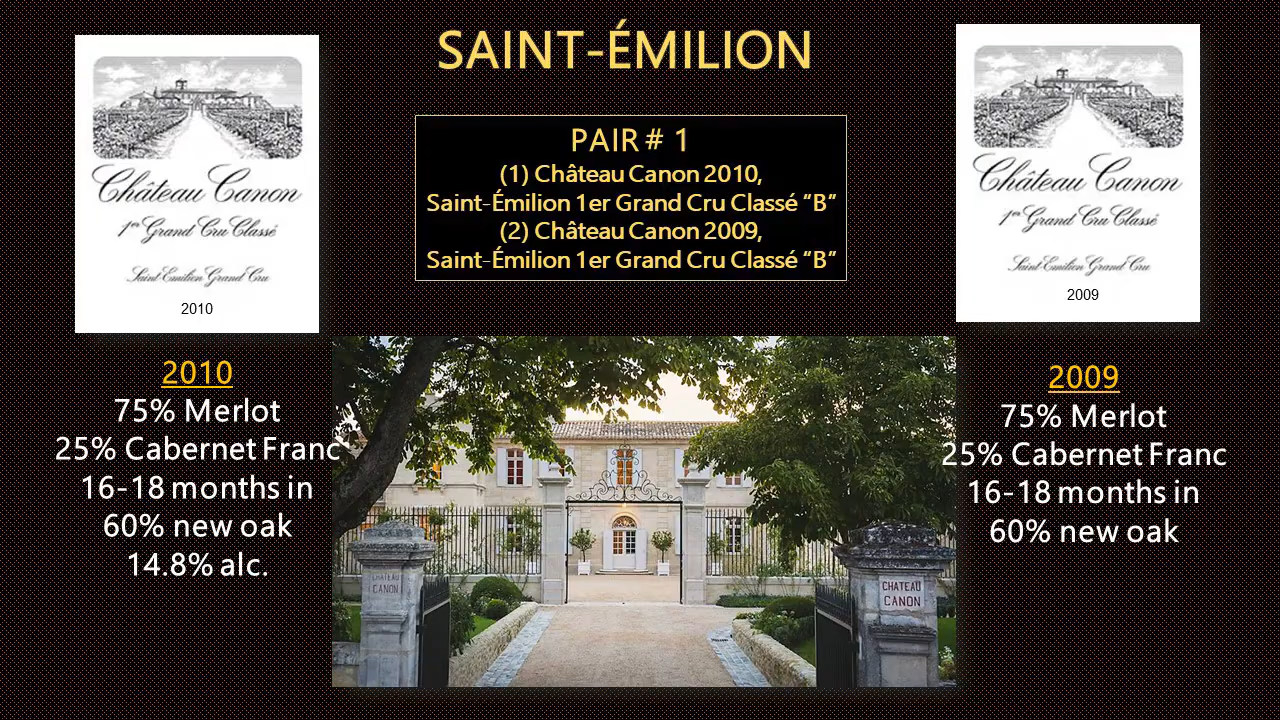 SAINT-ÉMILION
Château Canon
1er Grand Cru Classé
Saint-Emilion Grand Cru
2010
PAIR # 1
(1) Château Canon 2010,
Saint-Émilion 1er Grand Cru Classé “B”
(2) Château Canon 2009,
Saint-Émilion 1er Grand Cru Classé “B”
Château Canon
1er Grand Cru Classé
Saint-Emilion Grand Cru
2009
2010
75% Merlot
25% Cabernet Franc
16-18 months in
60% new oak
14.8% alc.
CHATEAU
CANON
CHATEAU
CANON
2009
75% Merlot
25% Cabernet Franc
16-18 months in
60% new oak